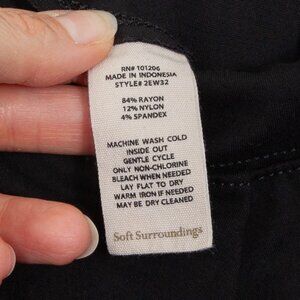 RN# 101206
MADE IN INDONESIA
STYLE# 2EW32
84% RAYON
12% NYLON
4% SPANDEX
MACHINE WASH COLD
INSIDE OUT
GENTLE CYCLE
ONLY NON-CHLORINE
BLEACH WHEN NEEDED
LAY FLAT TO DRY
WARM IRON IF NEEDED
MAY BE DRY CLEANED
Soft Surroundings